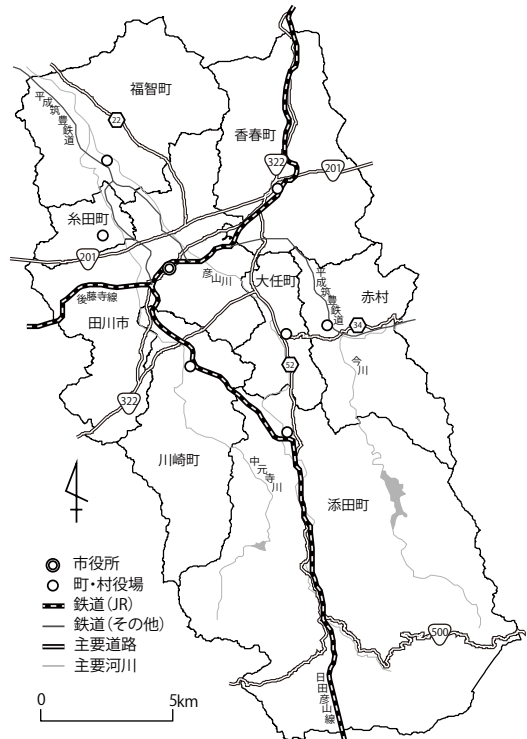 福智町
平成筑豊鉄道
22
香春町
322
201
糸田町
201
彦山川
大任町
平成筑豊鉄道
赤村
後藤寺線
田川市
34
52
今川
322
川崎町
中元寺川
添田町
市役所
町・村役場
鉄道(JR)
鉄道(その他)
主要道路
主要河川
500
0 5km
日田彦山線